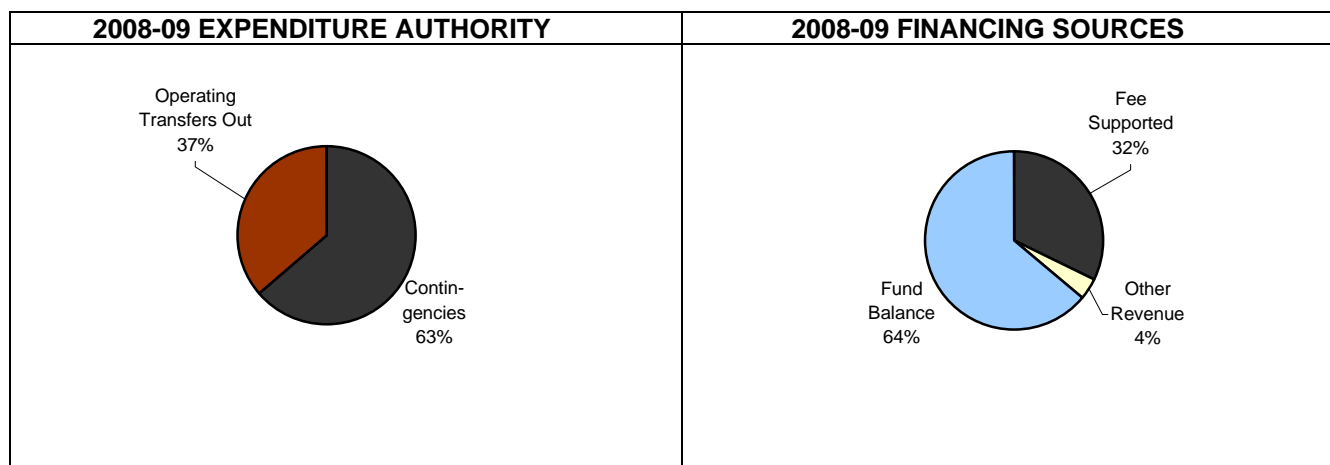 2008-09 EXPENDITURE AUTHORITY
Operating
Transfers Out
37%
Contin-
gencies
63%
2008-09 FINANCING SOURCES
Fee
Supported
32%
Fund
Balance
64%
Other
Revenue
4%